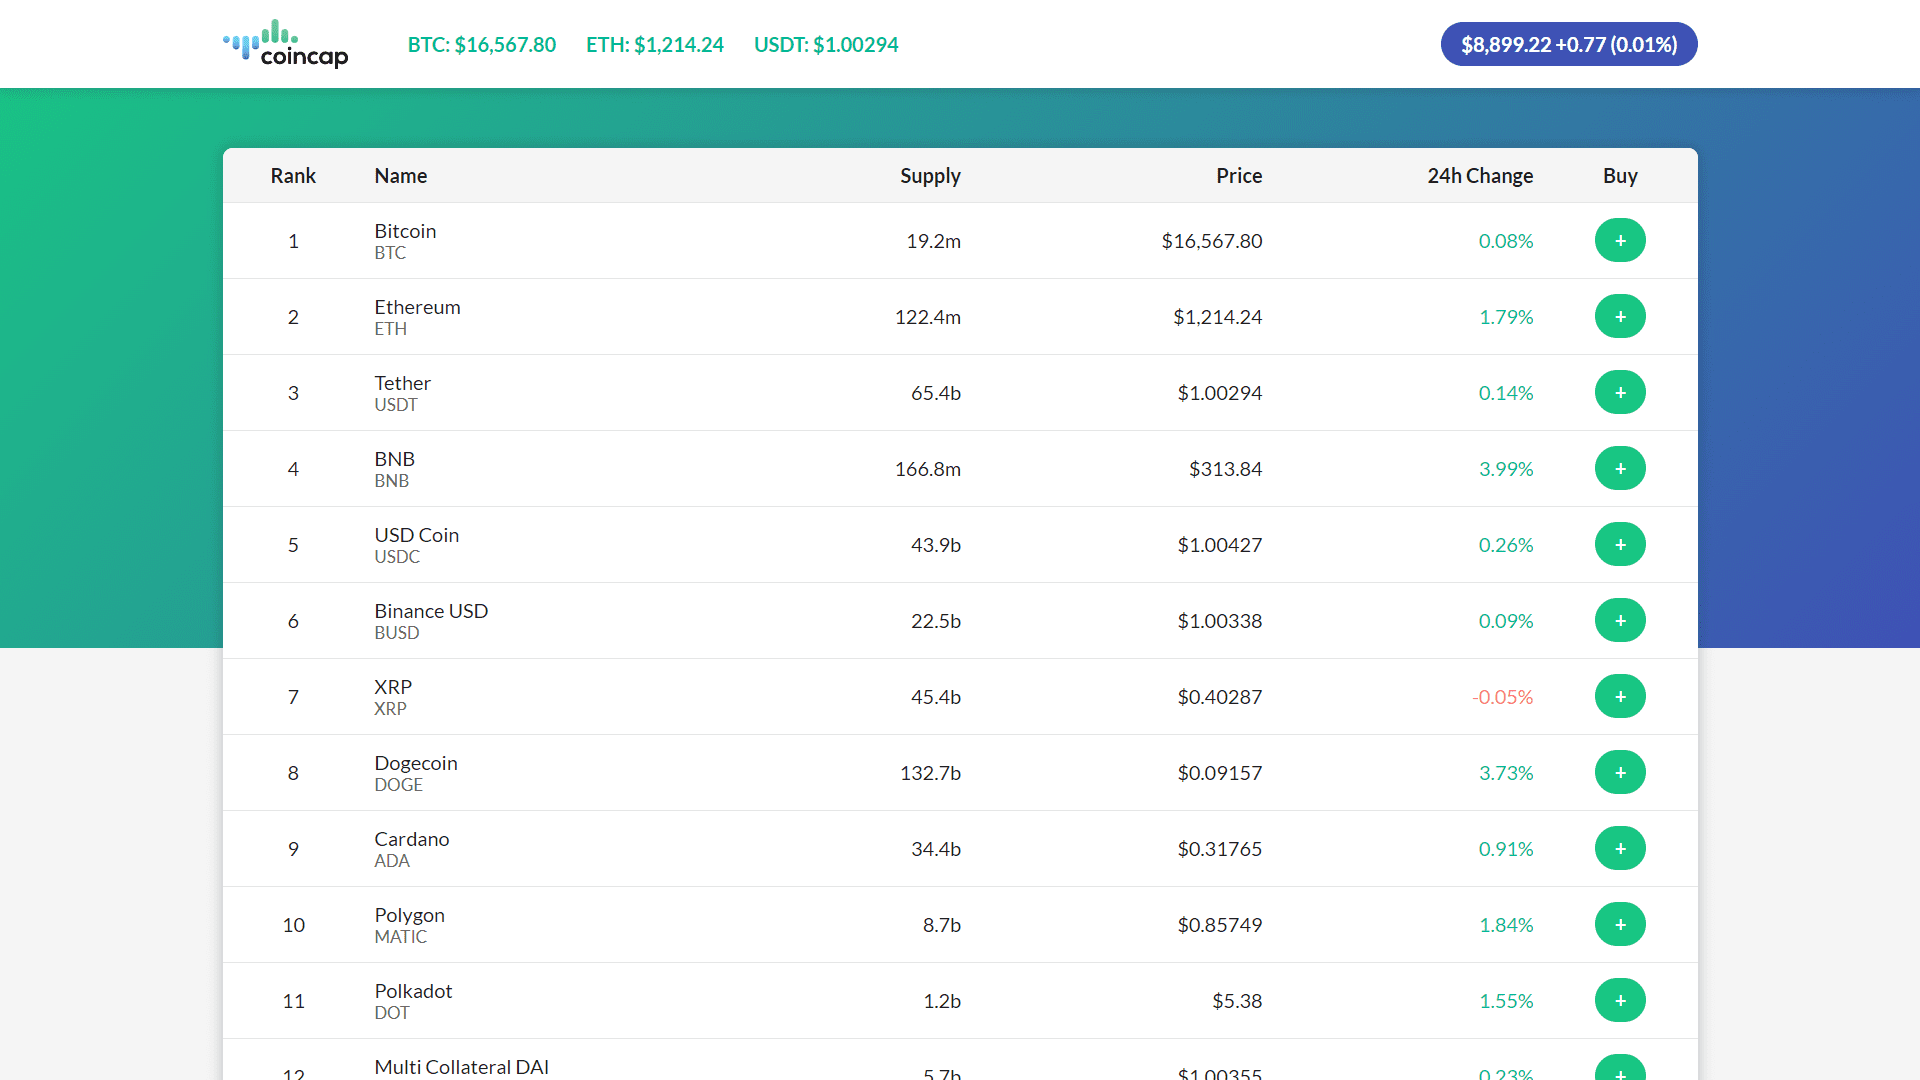 coincap BTC: $16,567.80 ETH: $1,214.24 USDT: $1.00294 $8,899.22 +0.77 (0.01%)
Rank Name Supply Price 24h Change Buy
1 Bitcoin 19.2m $16,567.80 0.08% +
BTC
2 Ethereum 122.4m $1,214.24 1.79% +
ETH
3 Tether 65.4b $1.00294 0.14% +
USDT
4 BNB 166.8m $313.84 3.99% +
BNB
5 USD Coin 43.9b $1.00427 0.26% +
USDC
6 Binance USD 22.5b $1.00338 0.09% +
BUSD
7 XRP 45.4b $0.40287 -0.05% +
XRP
8 Dogecoin 132.7b $0.09157 3.73% +
DOGE
9 Cardano 34.4b $0.31765 0.91% +
ADA
10 Polygon 8.7b $0.85749 1.84% +
MATIC
11 Polkadot 1.2b $5.38 1.55% +
DOT
12 Multi Collateral DAI 5.7b $1.00355 0.23% +